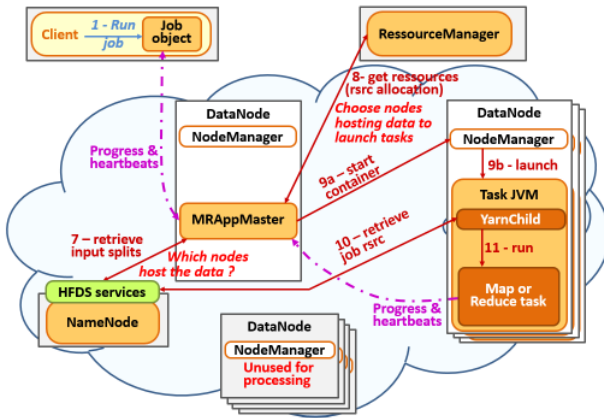 Client
1 - Run
job
Job
object
RessourceManager
8- get ressources
(rsrc allocation)
Choose nodes
hosting data to
launch tasks
DataNode
NodeManager
DataNode
NodeManager
Progress &
heartbeats
9a – start
container
9b - launch
Task JVM
MRAppMaster
YarnChild
7 – retrieve
input splits
Which nodes
host the data ?
10 – retrieve
job rsrc
11 - run
HFDS services
NameNode
Map or
Reduce task
Progress &
heartbeats
DataNode
NodeManager
Unused for
processing